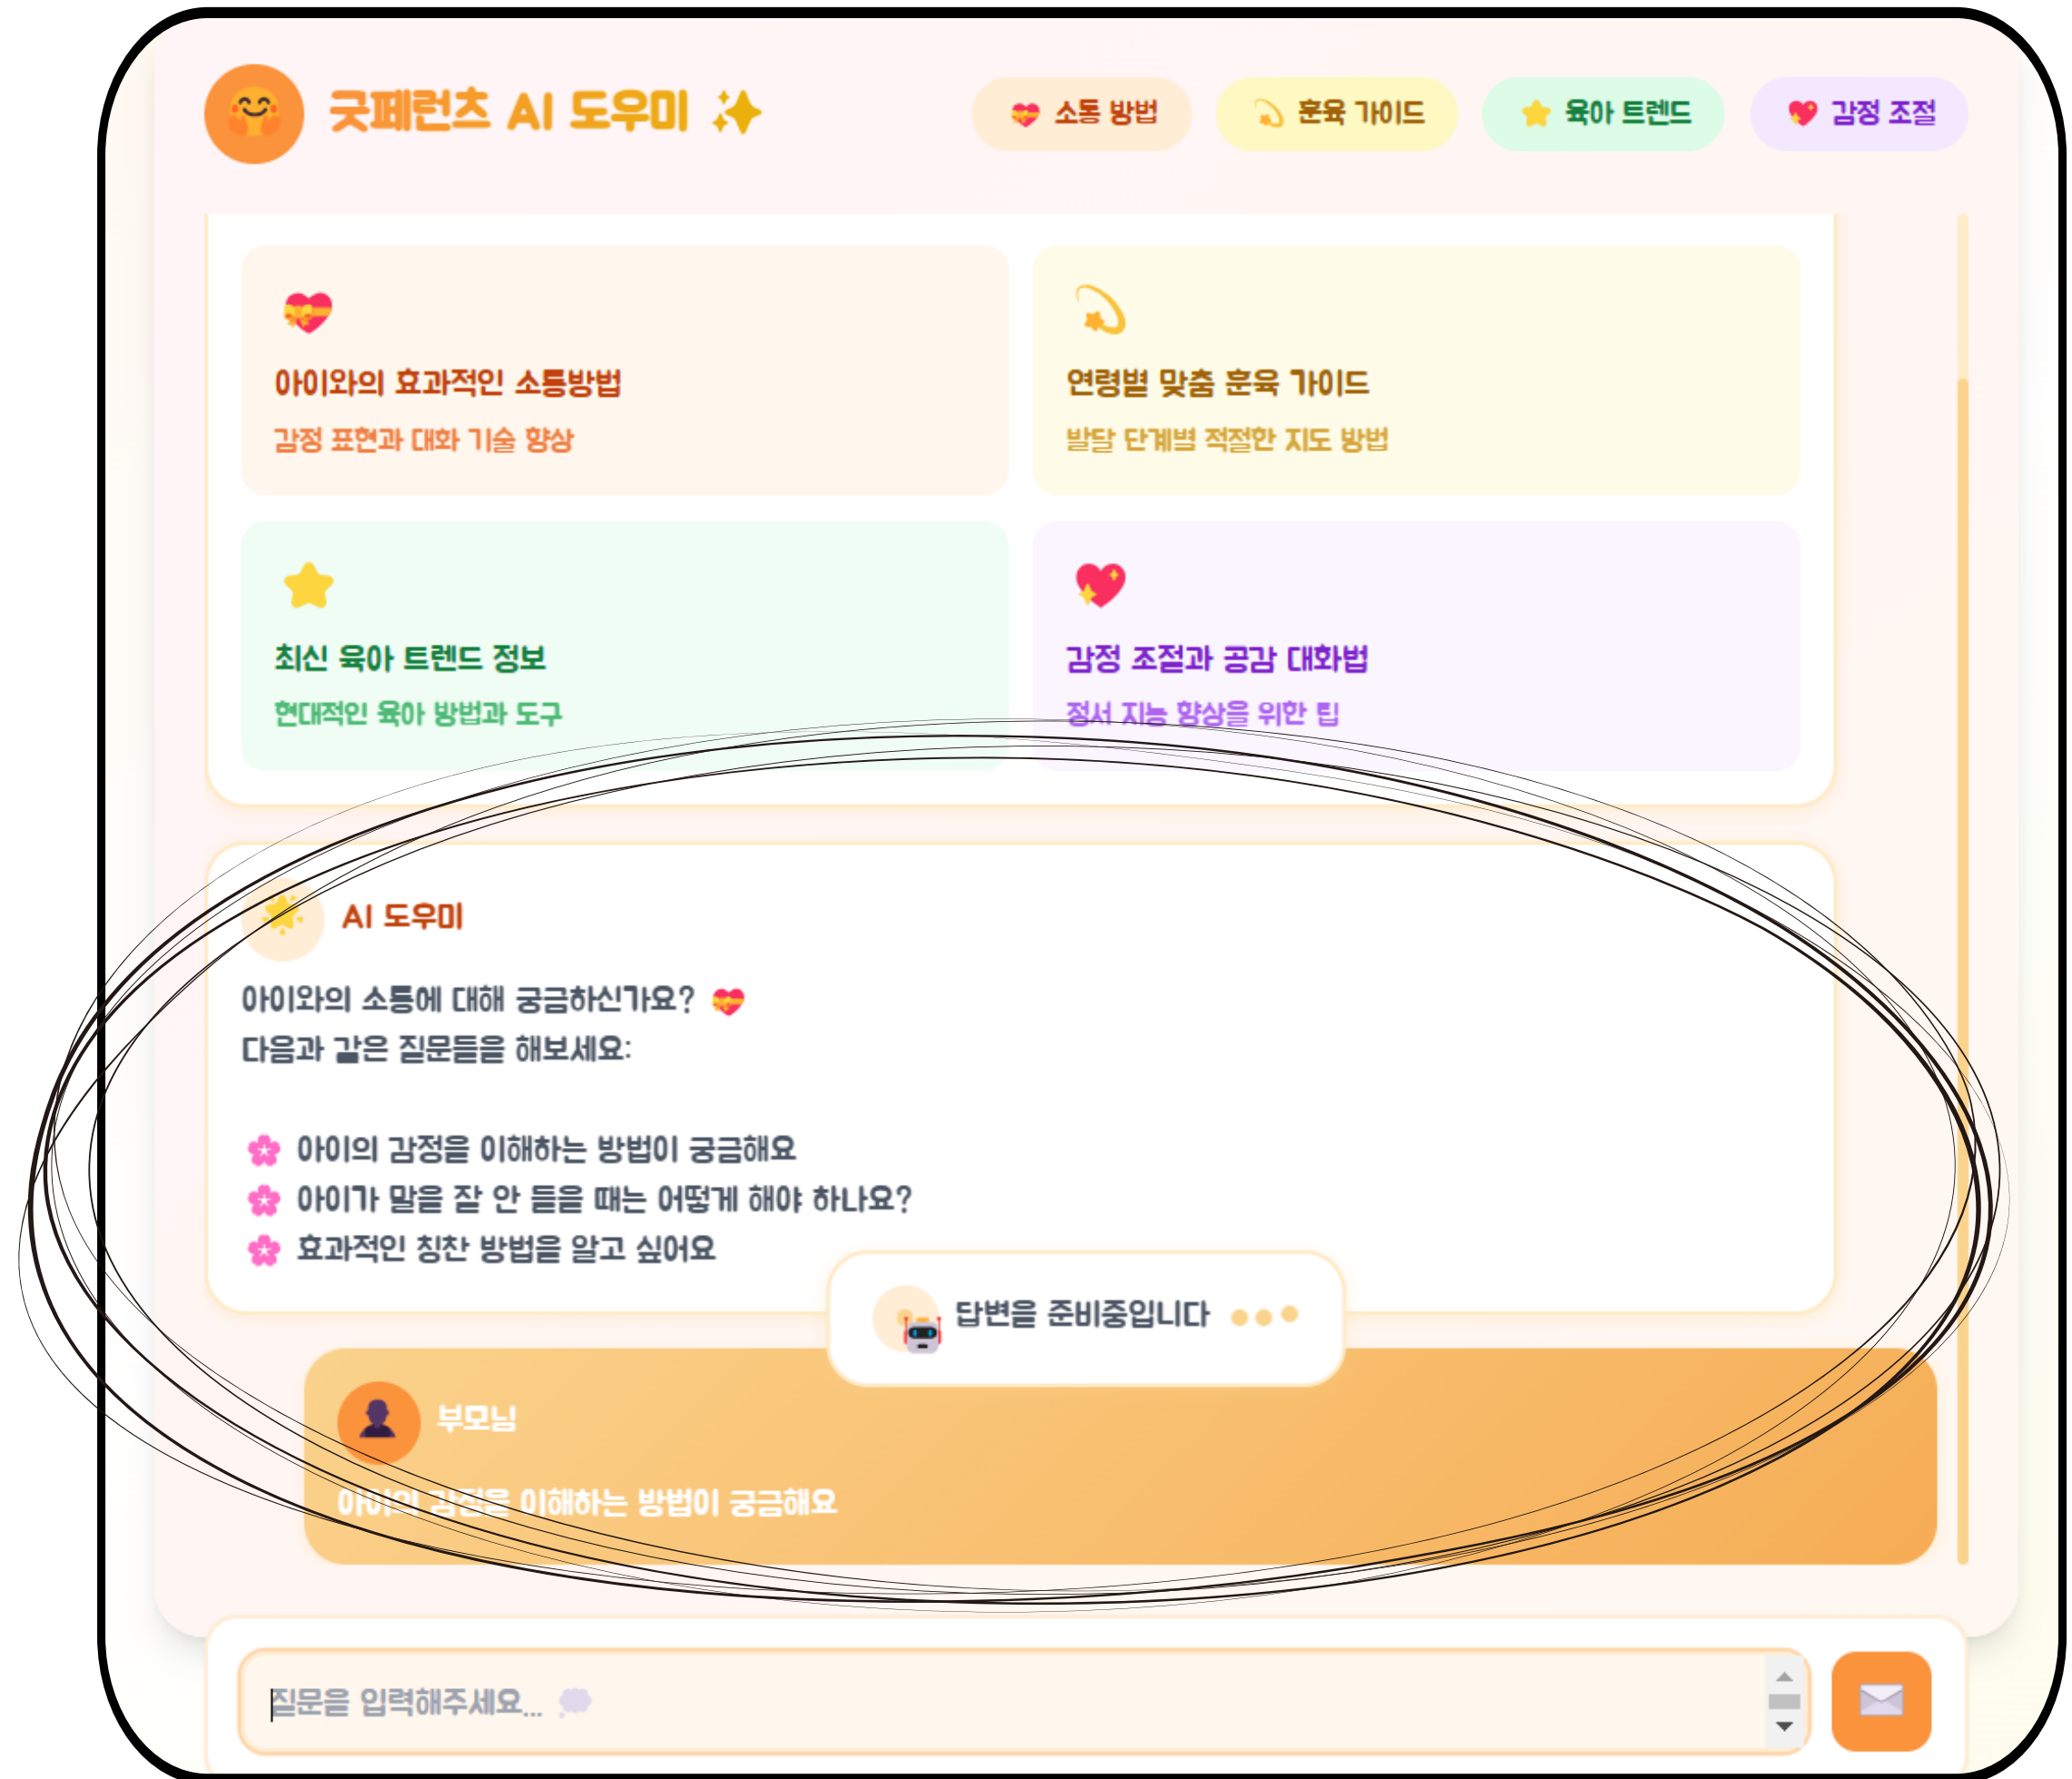 굿페런츠 AI 도우미
소통 방법
훈육 가이드
육아 트렌드
감정 조절
아이와의 효과적인 소통방법
감정 표현과 대화 기술 향상
연령별 맞춤 훈육 가이드
발달 단계별 적절한 지도 방법
최신 육아 트렌드 정보
현대적인 육아 방법과 도구
감정 조절과 공감 대화법
정서 지능 향상을 위한 팁
AI 도우미
아이와의 소통에 대해 궁금하신가요?
다음과 같은 질문들을 해보세요:
아이의 감정을 이해하는 방법이 궁금해요
아이가 말을 잘 안 들을 때는 어떻게 해야 하나요?
효과적인 칭찬 방법을 알고 싶어요
답변을 준비중입니다
부모님
아이의 감정을 이해하는 방법이 궁금해요
질문을 입력해주세요...